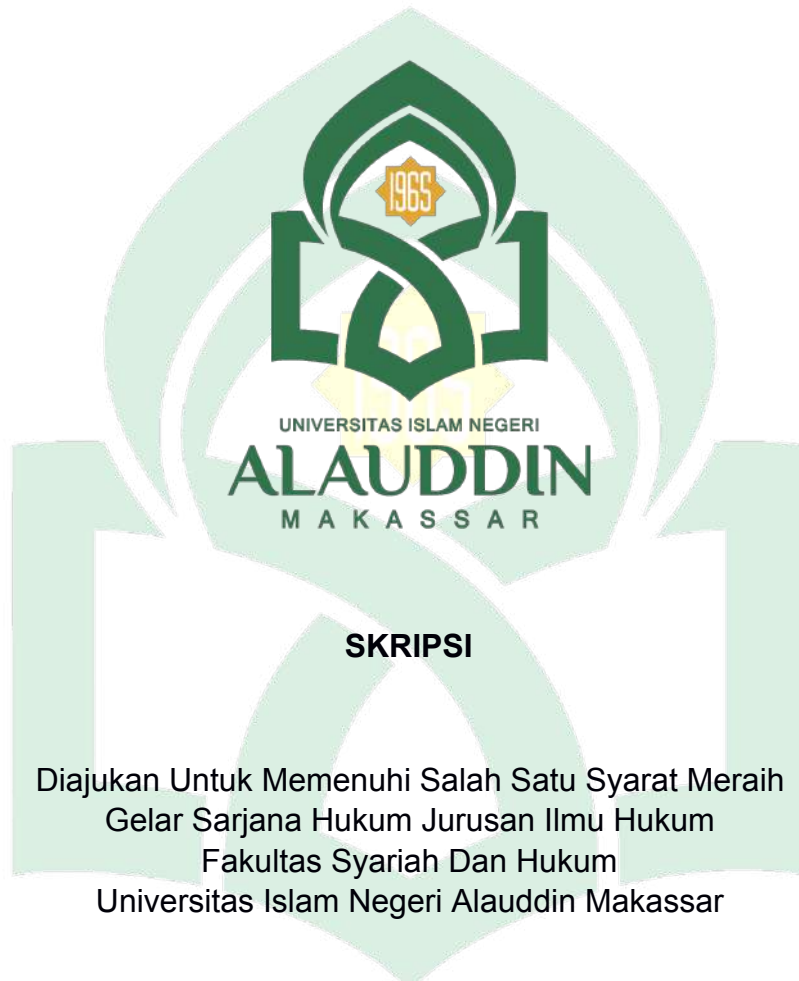 1965
UNIVERSITAS ISLAM NEGERI
ALAUDDIN
MAKASSAR
SKRIPSI
Diajukan Untuk Memenuhi Salah Satu Syarat Meraih
Gelar Sarjana Hukum Jurusan Ilmu Hukum
Fakultas Syariah Dan Hukum
Universitas Islam Negeri Alauddin Makassar